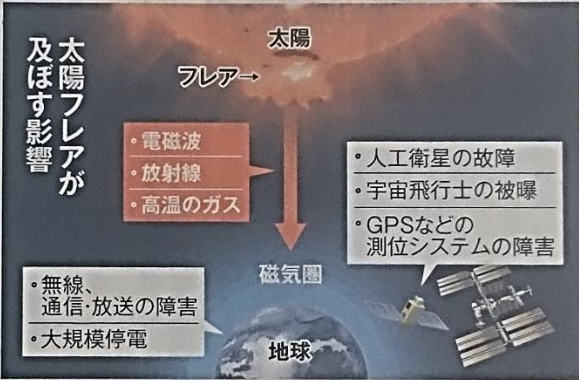 太陽フレアが
及ぼす影響
太陽
フレア→
・電磁波
・放射線
・高温のガス
・人工衛星の故障
・宇宙飛行士の被曝
・GPSなどの
測位システムの障害
磁気圏
・無線、
通信・放送の障害
・大規模停電
地球